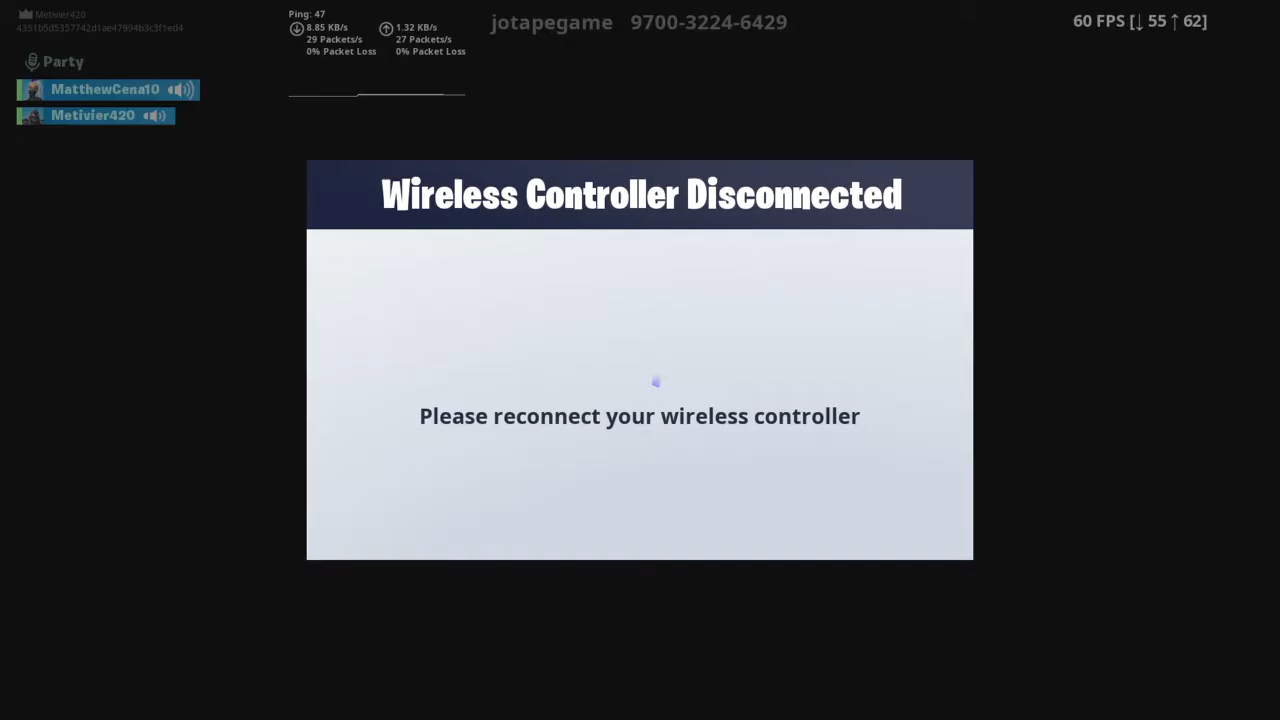 Metivier420
4351b5d5357742d1ae47994b3c3f1ed4
Party
MatthewCena10
Metivier420
Ping: 47
8.85 KB/s
29 Packets/s
0% Packet Loss
1.32 KB/s
27 Packets/s
0% Packet Loss
jotapegame 9700-3224-6429
60 FPS [↓ 55 ↑ 62]
Wireless Controller Disconnected
Please reconnect your wireless controller